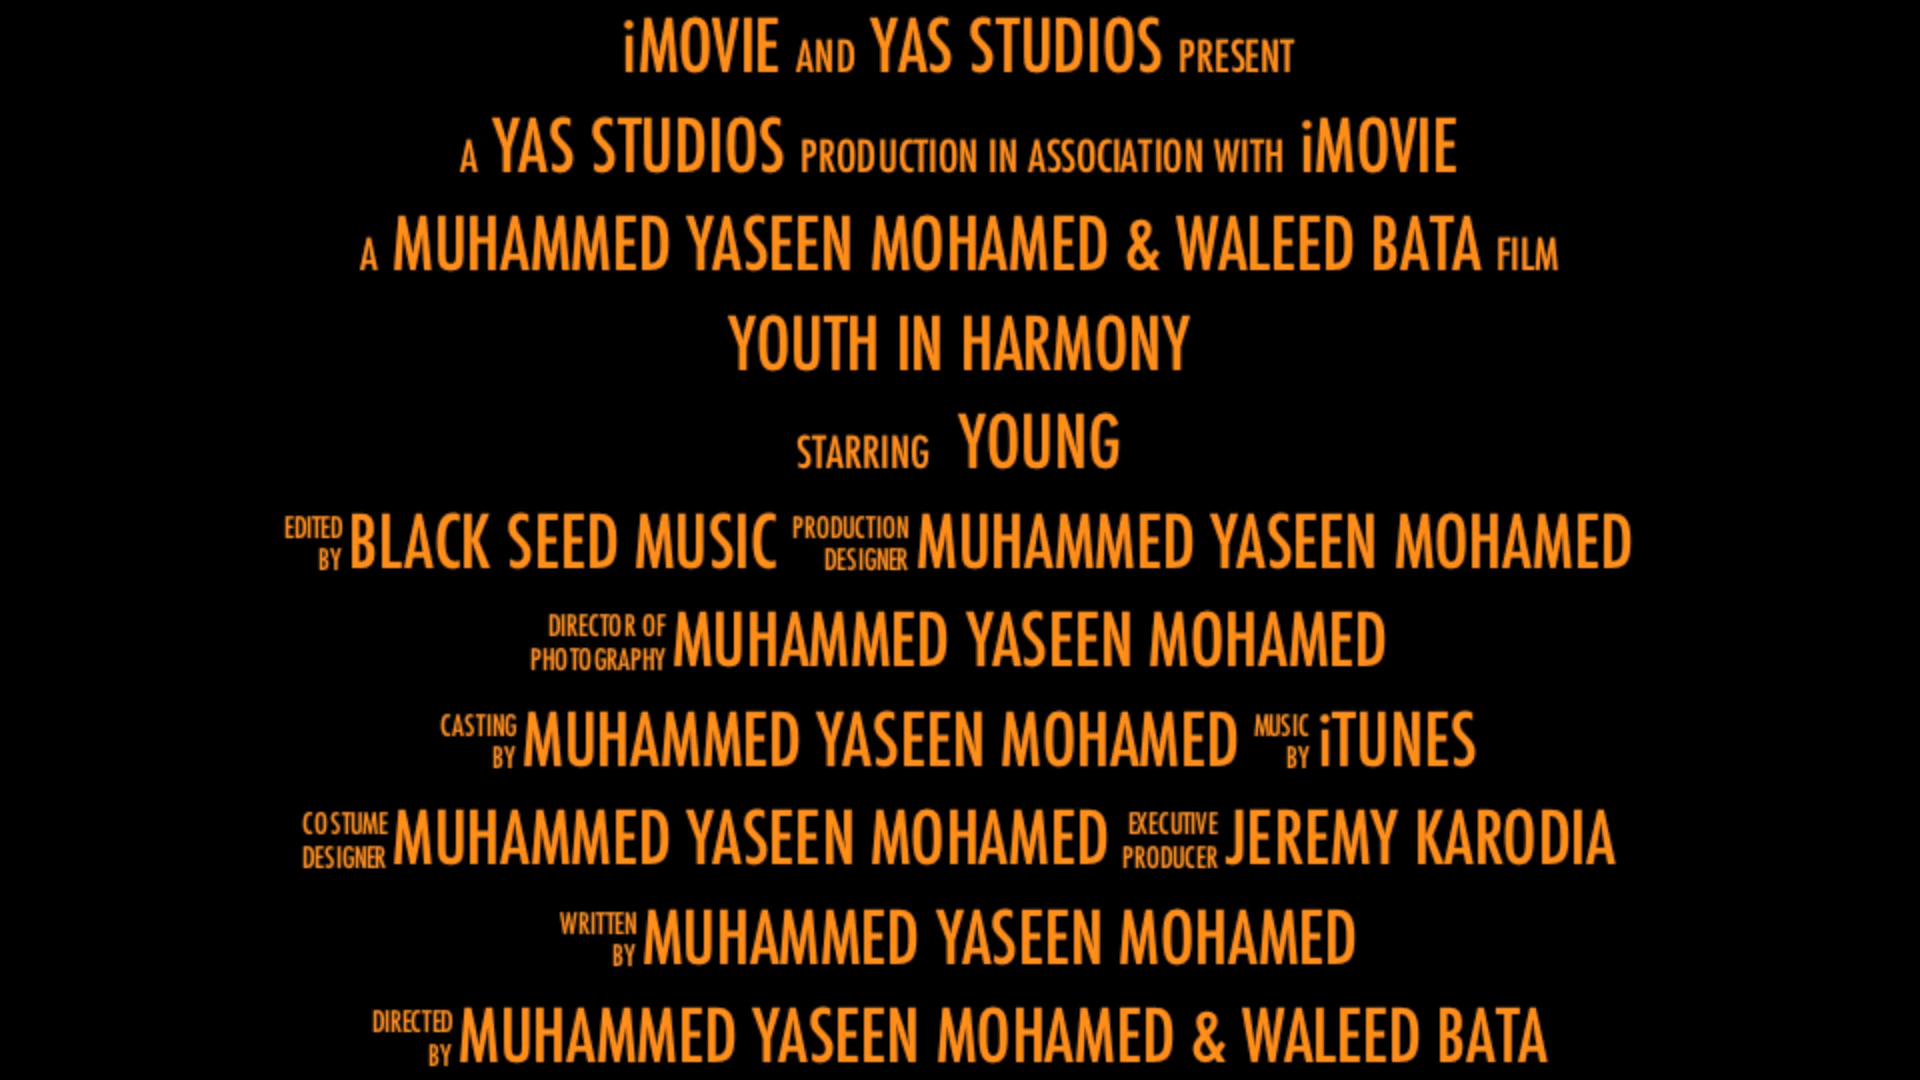 iMOVIE AND YAS STUDIOS PRESENT
A YAS STUDIOS PRODUCTION IN ASSOCIATION WITH iMOVIE
A MUHAMMED YASEEN MOHAMED & WALEED BATA FILM
YOUTH IN HARMONY
STARRING YOUNG
EDITED BY BLACK SEED MUSIC PRODUCTION DESIGNER MUHAMMED YASEEN MOHAMED
DIRECTOR OF PHOTOGRAPHY MUHAMMED YASEEN MOHAMED
CASTING BY MUHAMMED YASEEN MOHAMED MUSIC BY iTUNES
COSTUME DESIGNER MUHAMMED YASEEN MOHAMED EXECUTIVE PRODUCER JEREMY KARODIA
WRITTEN BY MUHAMMED YASEEN MOHAMED
DIRECTED BY MUHAMMED YASEEN MOHAMED & WALEED BATA